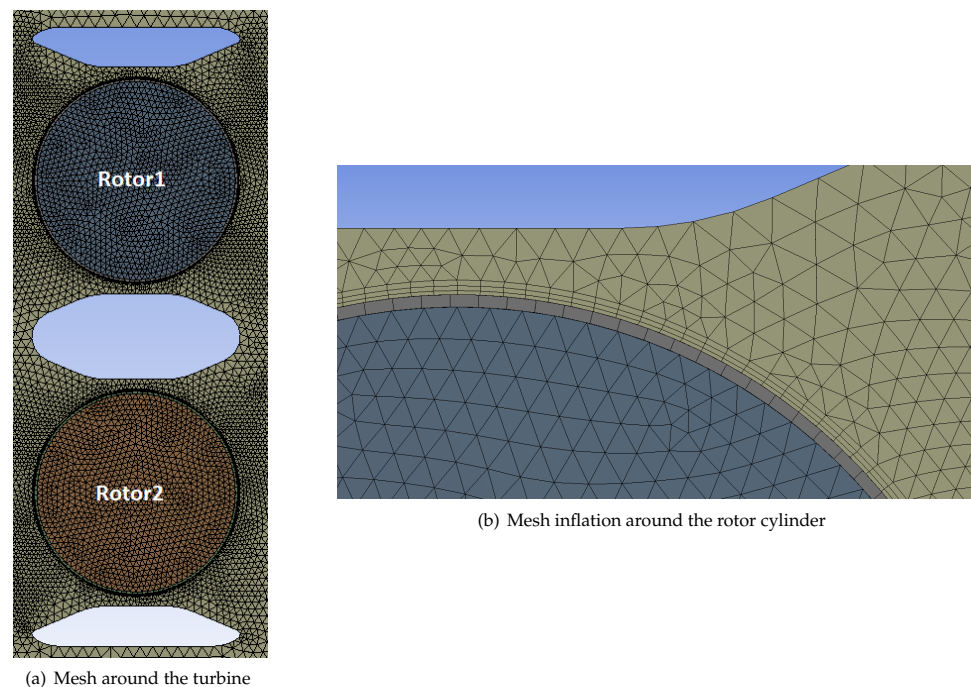 Rotor1
Rotor2
(a) Mesh around the turbine
(b) Mesh inflation around the rotor cylinder